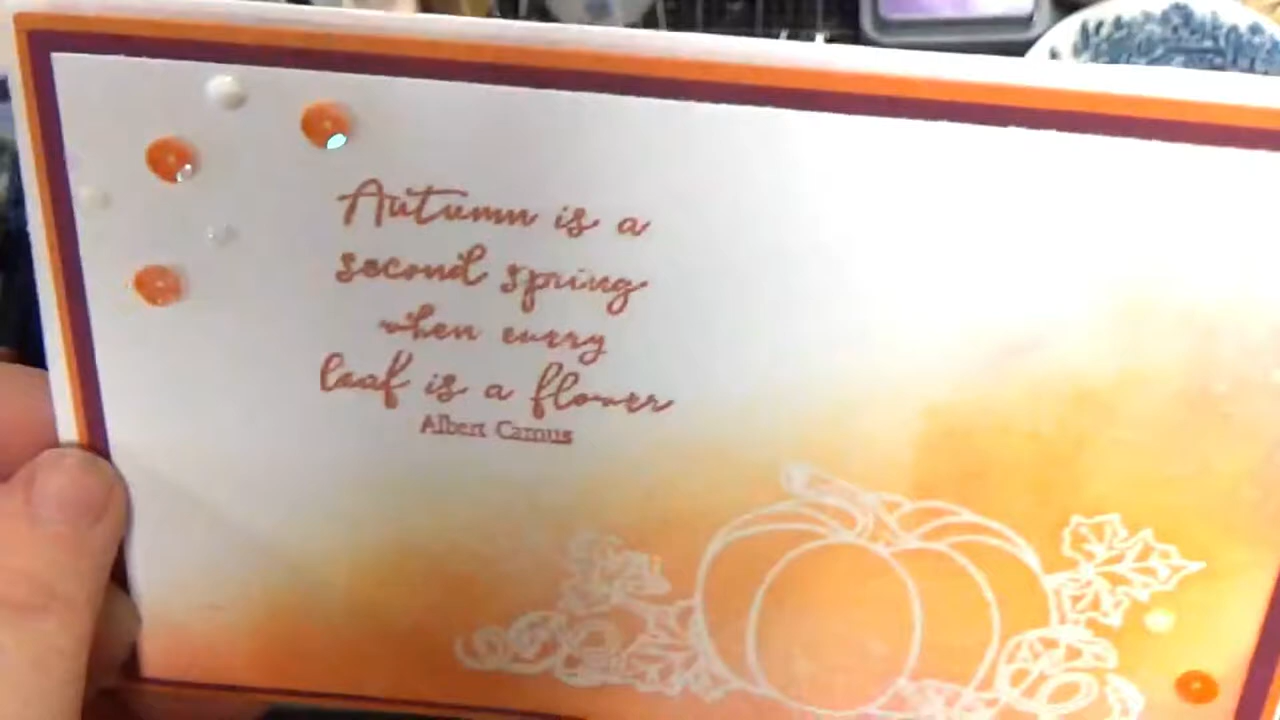 Autumn is a
second spring
when every
leaf is a flower
Albert Camus